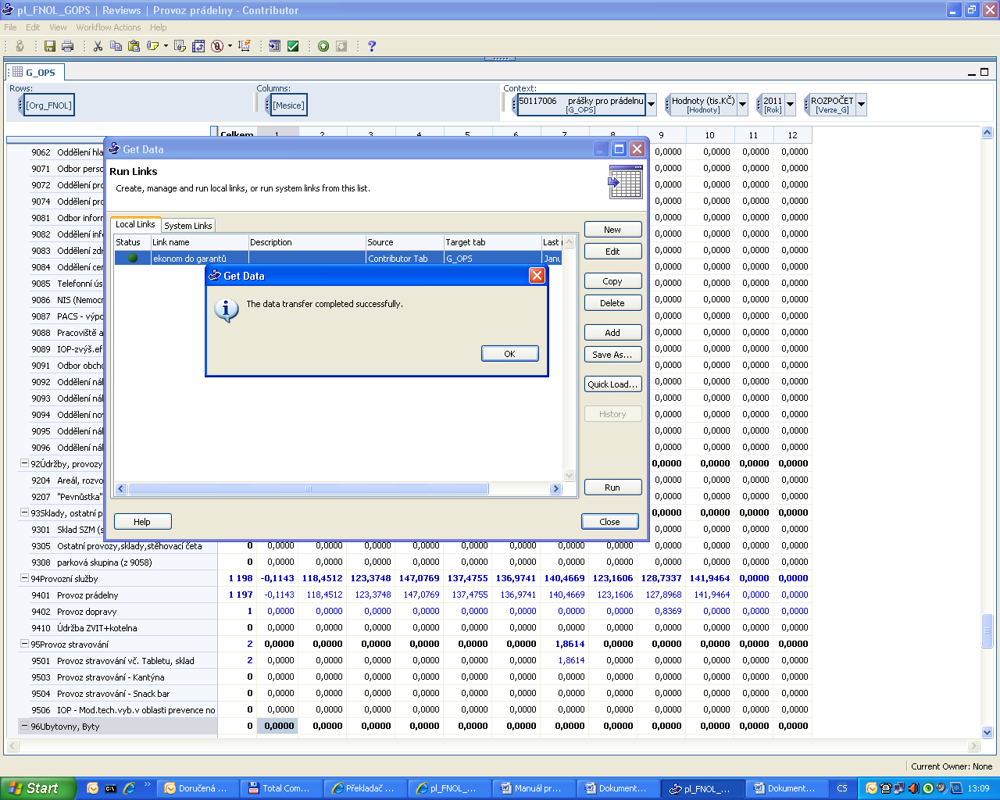 pl_FNOL_GOPS | Reviews | Provoz prádelny - Contributor
File Edit View Workflow Actions Help
G_OPS
Rows: Columns: Context:
[Org_FNOL] [Mesice] 50117006 prášky pro prádelnu [G_OPS] Hodnoty (tis.KČ) [Hodnoty] 2011 [Rok] ROZPOČET [Verze_G]
Celkem 1 2 3 4 5 6 7 8 9 10 11 12
Get Data
Run Links
Create, manage and run local links, or run system links from this list.
Local Links System Links
Status Link name Description Source Target tab Last
ekonom do garantů Contributor Tab G_OPS Janu
New
Edit
Copy
Delete
Add
Save As...
Quick Load...
History
Run
Help Close
Get Data
The data transfer completed successfully.
OK
9062 Oddělení hla 0,0000 0,0000 0,0000 0,0000
9071 Odbor perso 0,0000 0,0000 0,0000 0,0000
9072 Oddělení pro 0,0000 0,0000 0,0000 0,0000
9074 Oddělení pro 0,0000 0,0000 0,0000 0,0000
9081 Odbor inforr 0,0000 0,0000 0,0000 0,0000
9082 Oddělení infe 0,0000 0,0000 0,0000 0,0000
9083 Oddělení zdr 0,0000 0,0000 0,0000 0,0000
9084 Oddělení cer 0,0000 0,0000 0,0000 0,0000
9085 Telefonní ús 0,0000 0,0000 0,0000 0,0000
9086 NIS (Nemocr 0,0000 0,0000 0,0000 0,0000
9087 PACS - výpo 0,0000 0,0000 0,0000 0,0000
9088 Pracoviště a 0,0000 0,0000 0,0000 0,0000
9089 IOP-zvýš.ef 0,0000 0,0000 0,0000 0,0000
9091 Odbor obcho 0,0000 0,0000 0,0000 0,0000
9092 Oddělení nál 0,0000 0,0000 0,0000 0,0000
9093 Oddělení nál 0,0000 0,0000 0,0000 0,0000
9094 Oddělení nov 0,0000 0,0000 0,0000 0,0000
9095 Oddělení nál 0,0000 0,0000 0,0000 0,0000
9096 Oddělení nál 0,0000 0,0000 0,0000 0,0000
92Údržby, provozy 0,0000 0,0000 0,0000 0,0000
9204 Areál, rozvo 0,0000 0,0000 0,0000 0,0000
9207 "Pevnůstka" 0,0000 0,0000 0,0000 0,0000
93Sklady, ostatní p 0,0000 0,0000 0,0000 0,0000
9301 Sklad SZM (s 0,0000 0,0000 0,0000 0,0000
9305 Ostatní provozy,sklady,stěhovací četa 0 0,0000 0,0000 0,0000 0,0000 0,0000 0,0000 0,0000 0,0000 0,0000 0,0000 0,0000 0,0000
9308 parková skupina (z 9058) 0 0,0000 0,0000 0,0000 0,0000 0,0000 0,0000 0,0000 0,0000 0,0000 0,0000 0,0000 0,0000
94Provozní služby 1 198 -0,1143 118,4512 123,3748 147,0769 137,4755 136,9741 140,4669 123,1606 128,7337 141,9464 0,0000 0,0000
9401 Provoz prádelny 1 197 -0,1143 118,4512 123,3748 147,0769 137,4755 136,9741 140,4669 123,1606 127,8968 141,9464 0,0000 0,0000
9402 Provoz dopravy 1 0,0000 0,0000 0,0000 0,0000 0,0000 0,0000 0,0000 0,0000 0,8369 0,0000 0,0000 0,0000
9410 Údržba ZVIT+kotelna 0 0,0000 0,0000 0,0000 0,0000 0,0000 0,0000 0,0000 0,0000 0,0000 0,0000 0,0000 0,0000
95Provoz stravování 2 0,0000 0,0000 0,0000 0,0000 0,0000 0,0000 1,8614 0,0000 0,0000 0,0000 0,0000 0,0000
9501 Provoz stravování vč. Tabletu, sklad 2 0,0000 0,0000 0,0000 0,0000 0,0000 0,0000 1,8614 0,0000 0,0000 0,0000 0,0000 0,0000
9503 Provoz stravování - Kantýna 0 0,0000 0,0000 0,0000 0,0000 0,0000 0,0000 0,0000 0,0000 0,0000 0,0000 0,0000 0,0000
9504 Provoz stravování - Snack bar 0 0,0000 0,0000 0,0000 0,0000 0,0000 0,0000 0,0000 0,0000 0,0000 0,0000 0,0000 0,0000
9506 IOP - Mod.tech.vyb.v oblasti prevence no 0 0,0000 0,0000 0,0000 0,0000 0,0000 0,0000 0,0000 0,0000 0,0000 0,0000 0,0000 0,0000
96Ubytovny, Byty 0 0,0000 0,0000 0,0000 0,0000 0,0000 0,0000 0,0000 0,0000 0,0000 0,0000 0,0000 0,0000
Current Owner: None
Start Doručená ... Total Com... Překladač ... pl_FNOL_... Manuál pr... Dokument... pl_FNOL_... Dokument... CS 13:09